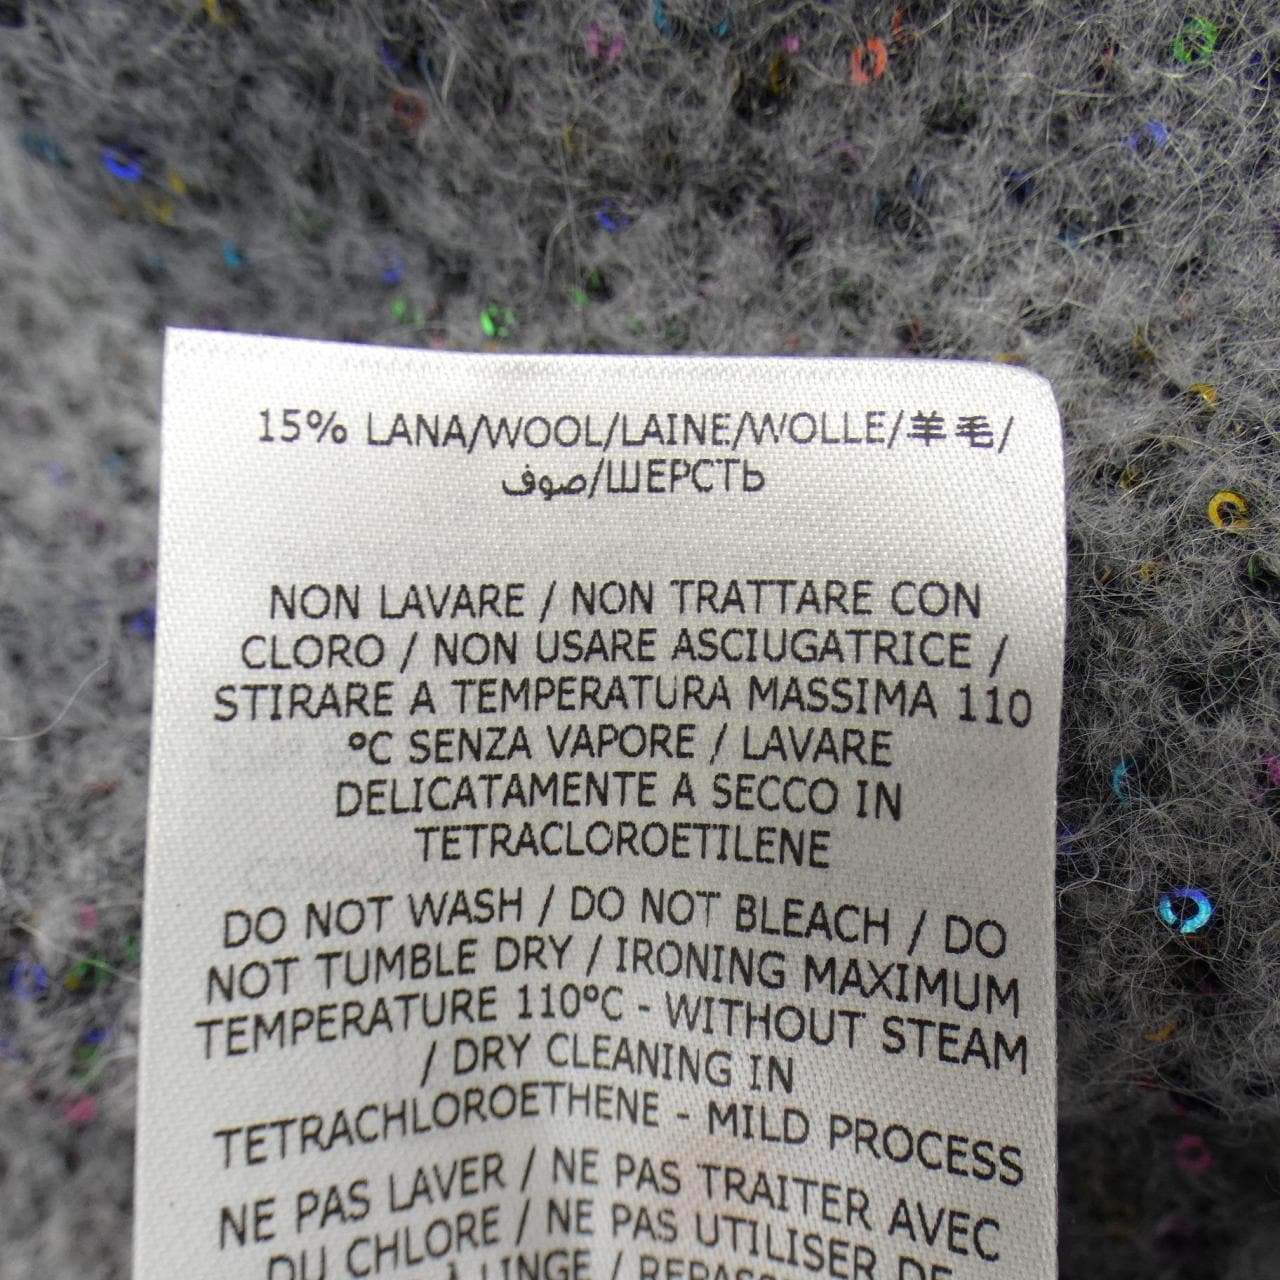 15% LANA/WOOL/LAINE/WOLLE/羊毛/
صوف/ШЕРСТЬ
NON LAVARE / NON TRATTARE CON
CLORO / NON USARE ASCIUGATRICE /
STIRARE A TEMPERATURA MASSIMA 110
°C SENZA VAPORE / LAVARE
DELICATAMENTE A SECCO IN
TETRACLOROETILENE
DO NOT WASH / DO NOT BLEACH / DO
NOT TUMBLE DRY / IRONING MAXIMUM
TEMPERATURE 110°C - WITHOUT STEAM
/ DRY CLEANING IN
TETRACHLOROETHENE - MILD PROCESS
NE PAS LAVER / NE PAS TRAITER AVEC
DU CHLORE / NE PAS UTILISER DE
À LINGE /